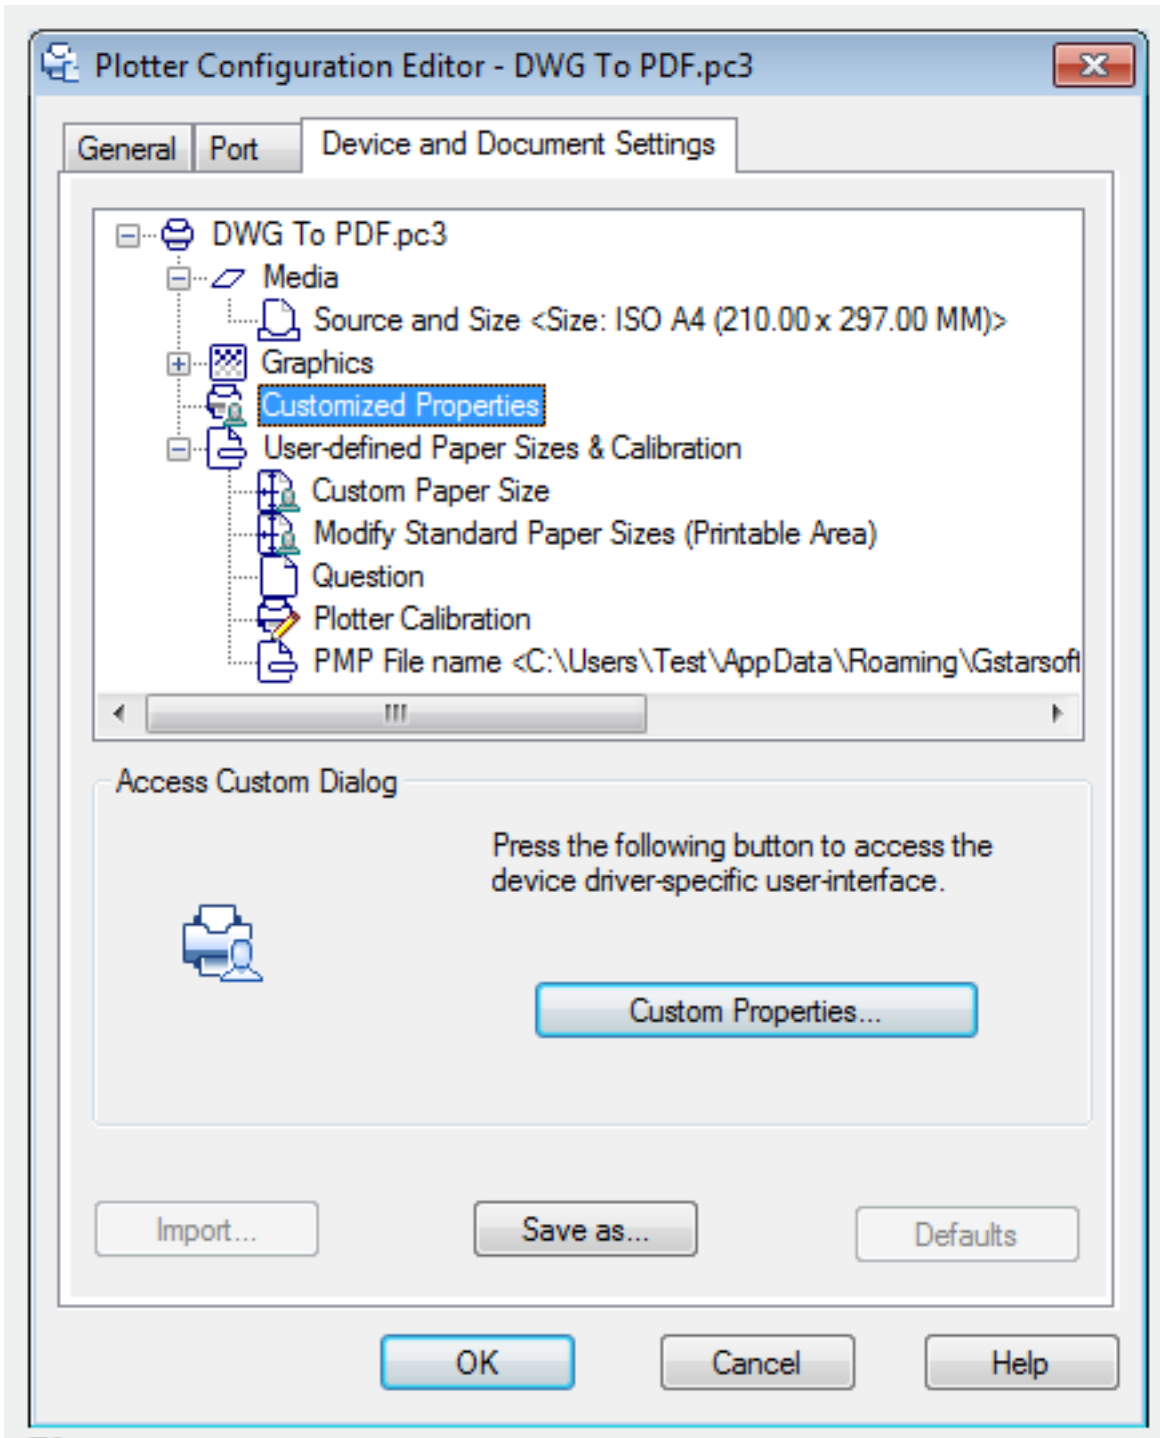 Plotter Configuration Editor - DWG To PDF.pc3
General Port Device and Document Settings
DWG To PDF.pc3
Media
Source and Size <Size: ISO A4 (210.00 x 297.00 MM)>
Graphics
Customized Properties
User-defined Paper Sizes & Calibration
Custom Paper Size
Modify Standard Paper Sizes (Printable Area)
Question
Plotter Calibration
PMP File name <C:\Users\Test\AppData\Roaming\Gstarsoft
Access Custom Dialog
Press the following button to access the
device driver-specific user-interface.
Custom Properties...
Import... Save as... Defaults
OK Cancel Help